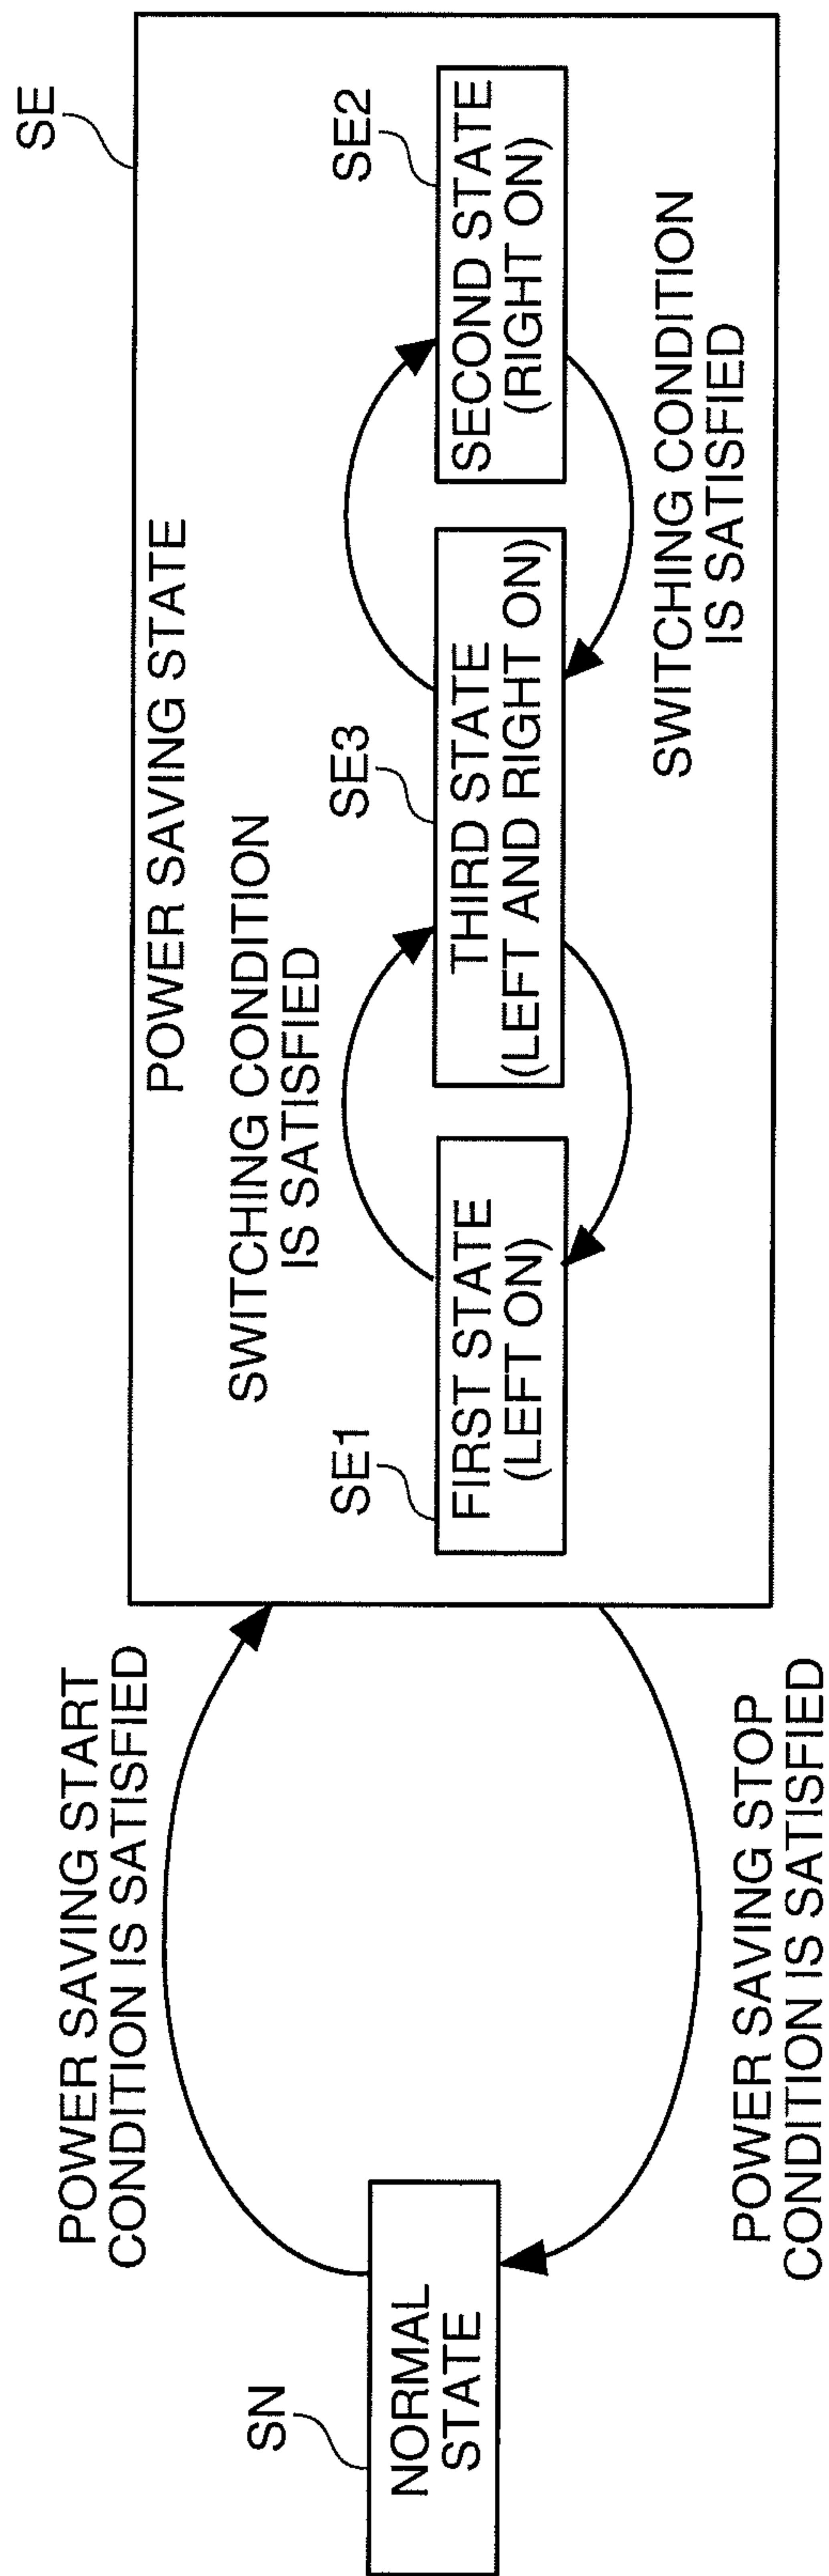 SE
POWER SAVING STATE
SWITCHING CONDITION
IS SATISFIED
SE1
SE3
SE2
FIRST STATE
(LEFT ON)
THIRD STATE
(LEFT AND RIGHT ON)
SECOND STATE
(RIGHT ON)
SWITCHING CONDITION
IS SATISFIED
POWER SAVING START
CONDITION IS SATISFIED
SN
NORMAL
STATE
POWER SAVING STOP
CONDITION IS SATISFIED